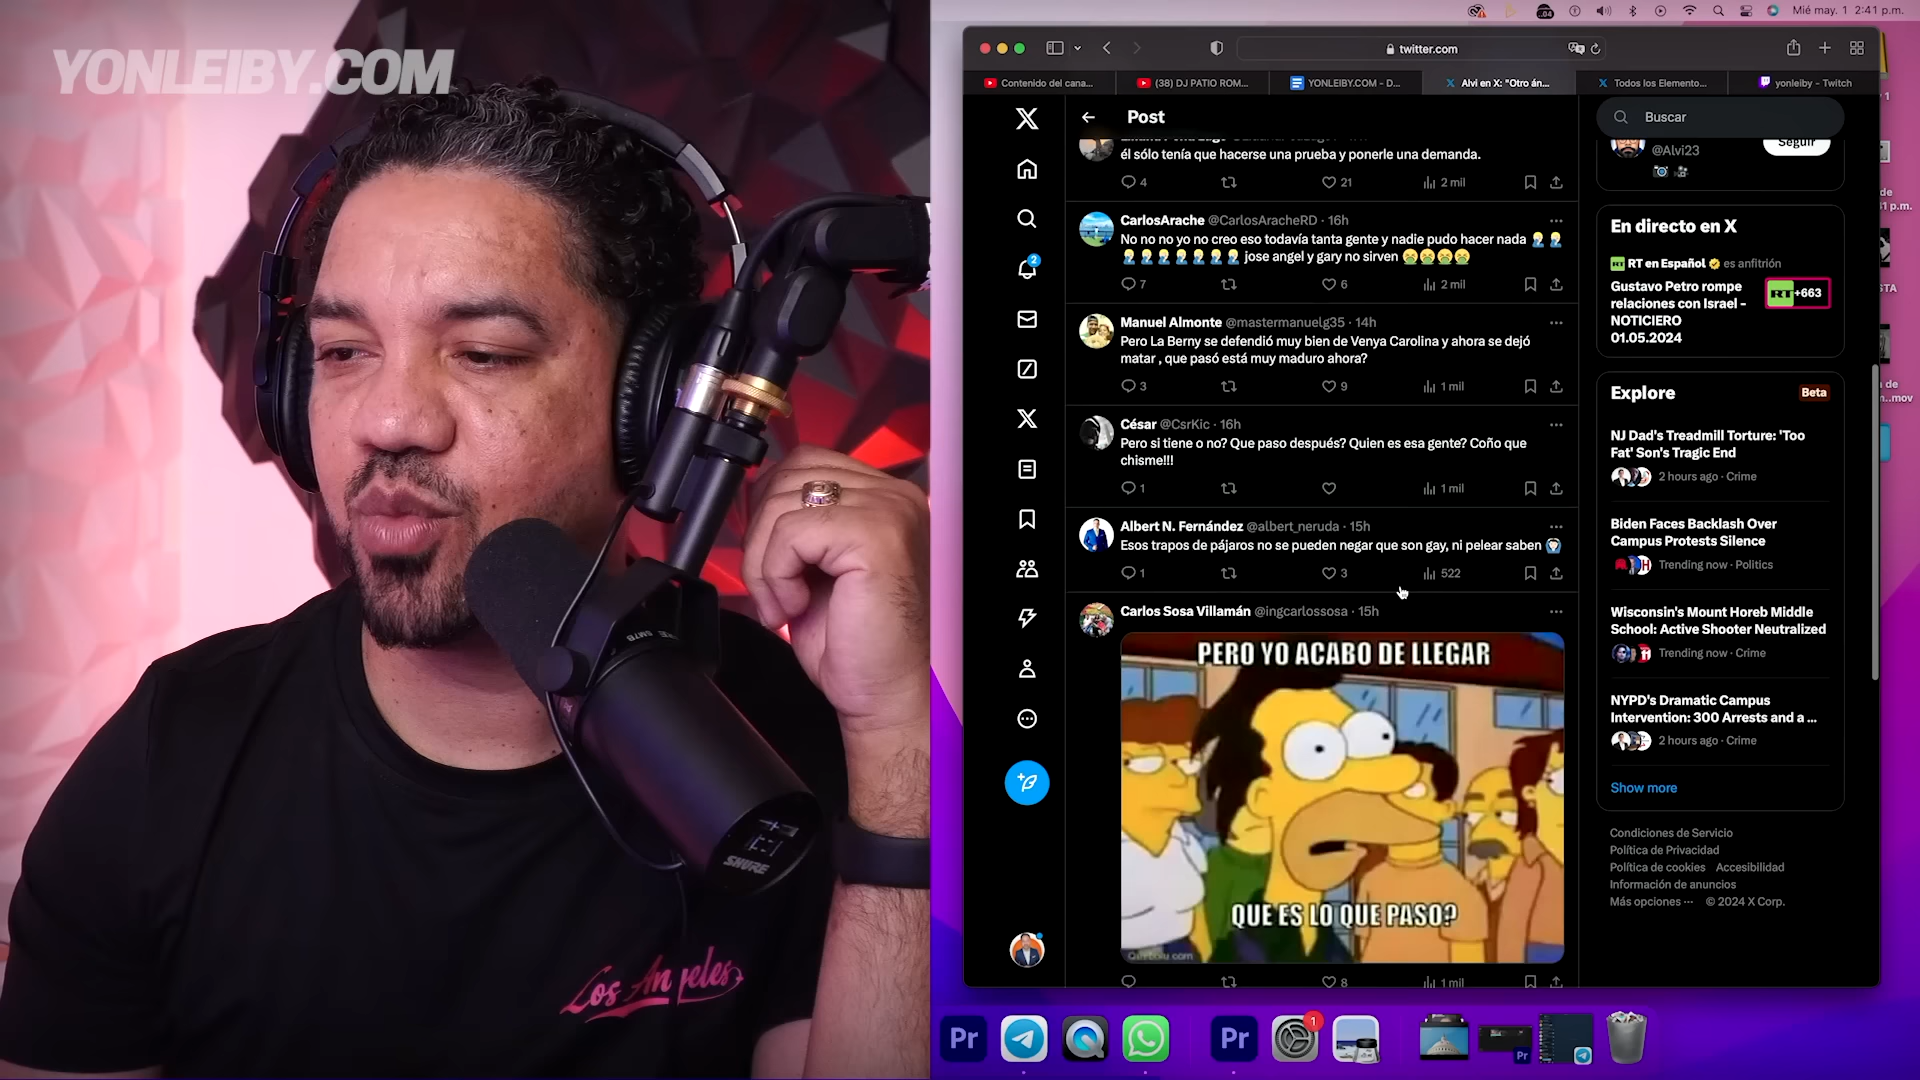 YONLEIBY.COM
Los Angeles
SHURE
SM7B
Mié may. 1 2:41 p.m.
twitter.com
Contenido del cana...
(38) DJ PATIO ROM...
YONLEIBY.COM – D...
Alvi en X: "Otro án...
Todos los Elemento...
yonleiby - Twitch
Post
él sólo tenía que hacerse una prueba y ponerle una demanda.
4 21 2 mil
CarlosArache @CarlosAracheRD · 16h
No no no yo no creo eso todavía tanta gente y nadie pudo hacer nada
jose angel y gary no sirven
7 6 2 mil
Manuel Almonte @mastermanuelg35 · 14h
Pero La Berny se defendió muy bien de Venya Carolina y ahora se dejó
matar , que pasó está muy maduro ahora?
3 9 1 mil
César @CsrKic · 16h
Pero si tiene o no? Que paso después? Quien es esa gente? Coño que
chisme!!!
1 1 mil
Albert N. Fernández @albert_neruda · 15h
Esos trapos de pájaros no se pueden negar que son gay, ni pelear saben
1 3 522
Carlos Sosa Villamán @ingcarlossosa · 15h
PERO YO ACABO DE LLEGAR
QUE ES LO QUE PASO?
8 1 mil
2
Buscar
@Alvi23
Seguir
En directo en X
RT en Español es anfitrión
Gustavo Petro rompe
relaciones con Israel –
NOTICIERO
01.05.2024
RT +663
Explore
Beta
NJ Dad's Treadmill Torture: 'Too
Fat' Son's Tragic End
2 hours ago · Crime
Biden Faces Backlash Over
Campus Protests Silence
Trending now · Politics
Wisconsin's Mount Horeb Middle
School: Active Shooter Neutralized
Trending now · Crime
NYPD's Dramatic Campus
Intervention: 300 Arrests and a ...
2 hours ago · Crime
Show more
Condiciones de Servicio
Política de Privacidad
Política de cookies Accesibilidad
Información de anuncios
Más opciones ··· © 2024 X Corp.
Pr
Pr
1
Pr